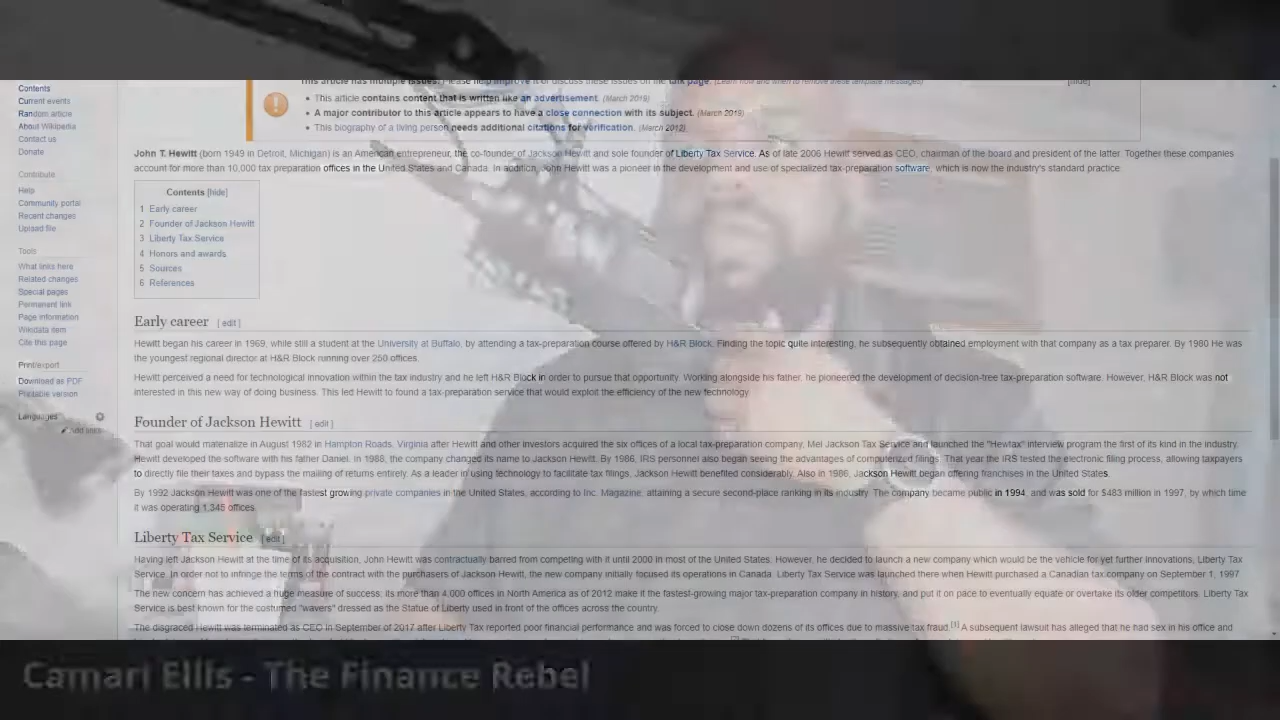 Contents
Current events
Random article
About Wikipedia
Contact us
Donate
Contribute
Help
Community portal
Recent changes
Upload file
Tools
What links here
Related changes
Special pages
Permanent link
Page information
Wikidata item
Cite this page
Print/export
Download as PDF
Printable version
Languages
Add links
This article has multiple issues. Please help improve it or discuss these issues on the talk page. (Learn how and when to remove these template messages) [hide]
• This article contains content that is written like an advertisement. (March 2019)
• A major contributor to this article appears to have a close connection with its subject. (March 2019)
• This biography of a living person needs additional citations for verification. (March 2012)
John T. Hewitt (born 1949 in Detroit, Michigan) is an American entrepreneur, the co-founder of Jackson Hewitt and sole founder of Liberty Tax Service. As of late 2006 Hewitt served as CEO, chairman of the board and president of the latter. Together these companies
account for more than 10,000 tax preparation offices in the United States and Canada. In addition, John Hewitt was a pioneer in the development and use of specialized tax-preparation software, which is now the industry's standard practice.
Contents [hide]
1 Early career
2 Founder of Jackson Hewitt
3 Liberty Tax Service
4 Honors and awards
5 Sources
6 References
Early career [ edit ]
Hewitt began his career in 1969, while still a student at the University at Buffalo, by attending a tax-preparation course offered by H&R Block. Finding the topic quite interesting, he subsequently obtained employment with that company as a tax preparer. By 1980 He was
the youngest regional director at H&R Block running over 250 offices.
Hewitt perceived a need for technological innovation within the tax industry and he left H&R Block in order to pursue that opportunity. Working alongside his father, he pioneered the development of decision-tree tax-preparation software. However, H&R Block was not
interested in this new way of doing business. This led Hewitt to found a tax-preparation service that would exploit the efficiency of the new technology.
Founder of Jackson Hewitt [ edit ]
That goal would materialize in August 1982 in Hampton Roads, Virginia after Hewitt and other investors acquired the six offices of a local tax-preparation company, Mel Jackson Tax Service and launched the "Hewtax" interview program the first of its kind in the industry.
Hewitt developed the software with his father Daniel. In 1988, the company changed its name to Jackson Hewitt. By 1986, IRS personnel also began seeing the advantages of computerized filings. That year the IRS tested the electronic filing process, allowing taxpayers
to directly file their taxes and bypass the mailing of returns entirely. As a leader in using technology to facilitate tax filings, Jackson Hewitt benefited considerably. Also in 1986, Jackson Hewitt began offering franchises in the United States.
By 1992 Jackson Hewitt was one of the fastest growing private companies in the United States, according to Inc. Magazine, attaining a secure second-place ranking in its industry. The company became public in 1994, and was sold for $483 million in 1997, by which time
it was operating 1,345 offices.
Liberty Tax Service [ edit ]
Having left Jackson Hewitt at the time of its acquisition, John Hewitt was contractually barred from competing with it until 2000 in most of the United States. However, he decided to launch a new company which would be the vehicle for yet further innovations, Liberty Tax
Service. In order not to infringe the terms of the contract with the purchasers of Jackson Hewitt, the new company initially focused its operations in Canada. Liberty Tax Service was launched there when Hewitt purchased a Canadian tax company on September 1, 1997.
The new concern has achieved a huge measure of success: its more than 4,000 offices in North America as of 2012 make it the fastest-growing major tax-preparation company in history, and put it on pace to eventually equate or overtake its older competitors. Liberty Tax
Service is best known for the costumed "wavers" dressed as the Statue of Liberty used in front of the offices across the country.
The disgraced Hewitt was terminated as CEO in September of 2017 after Liberty Tax reported poor financial performance and was forced to close down dozens of its offices due to massive tax fraud.[1] A subsequent lawsuit has alleged that he had sex in his office and
Camari Ellis - The Finance Rebel